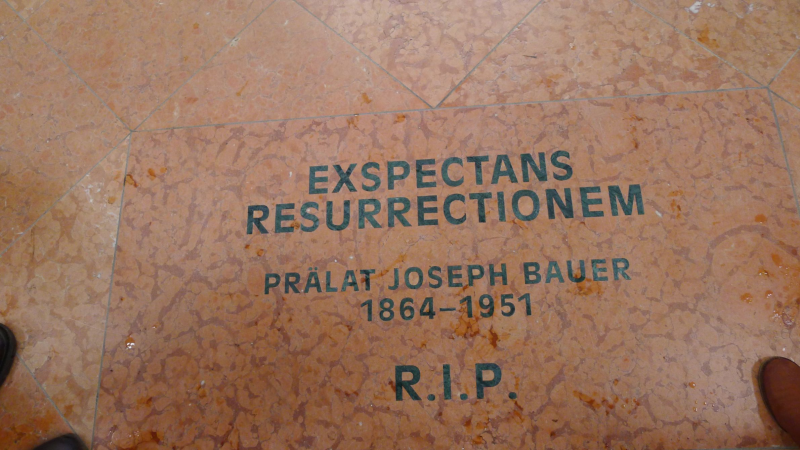 EXSPECTANS
RESURRECTIONEM
PRÄLAT JOSEPH BAUER
1864–1951
R.I.P.